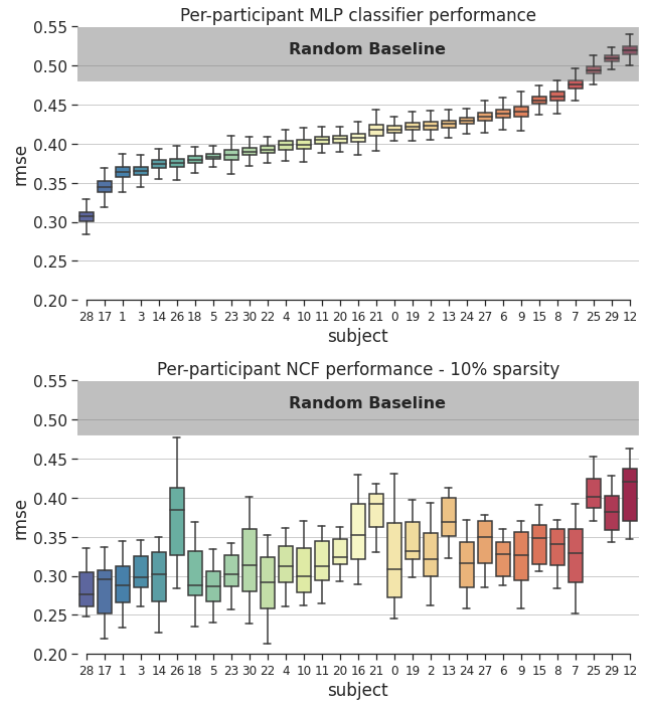 Per-participant MLP classifier performance
0.55
Random Baseline
0.50
0.45
0.40
rmse
0.35
0.30
0.25
0.20
28 17 1 3 14 26 18 5 23 30 22 4 10 11 20 16 21 0 19 2 13 24 27 6 9 15 8 7 25 29 12
subject
Per-participant NCF performance - 10% sparsity
0.55
Random Baseline
0.50
0.45
0.40
rmse
0.35
0.30
0.25
0.20
28 17 1 3 14 26 18 5 23 30 22 4 10 11 20 16 21 0 19 2 13 24 27 6 9 15 8 7 25 29 12
subject